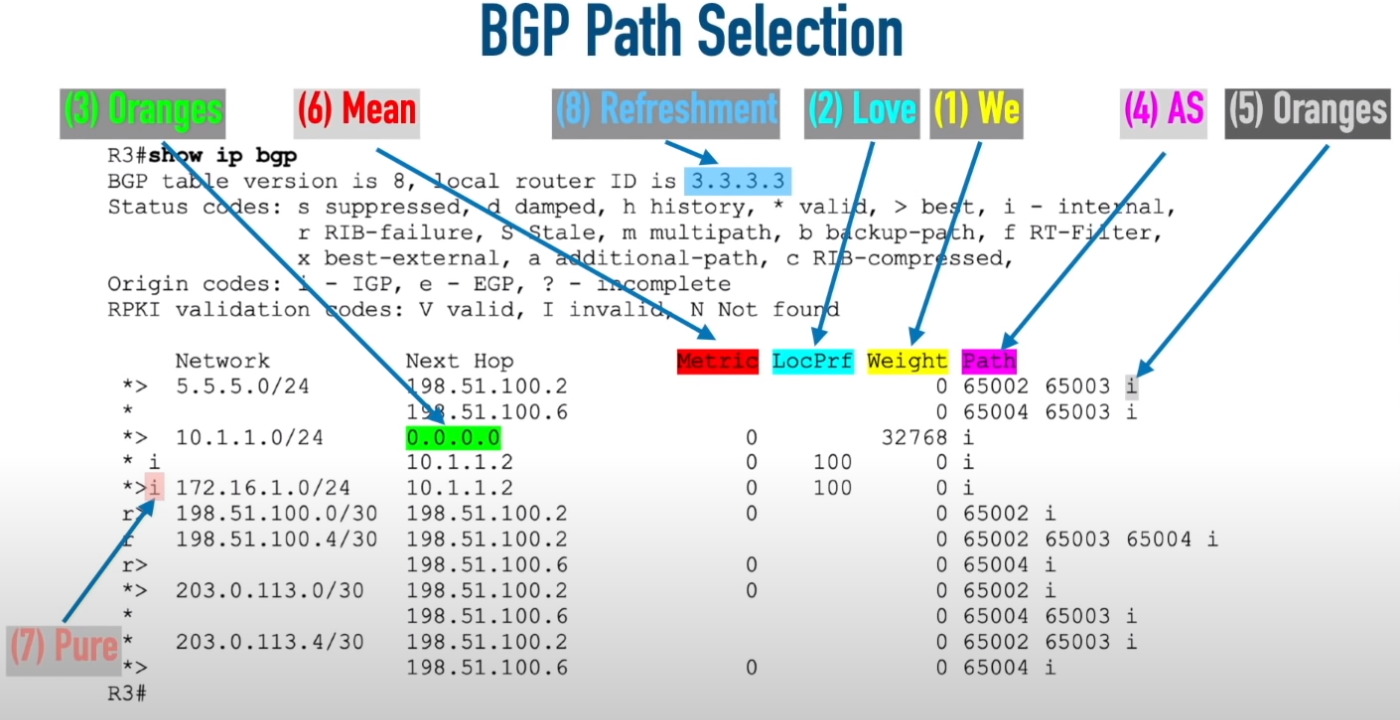 BGP Path Selection
(3) Oranges (6) Mean (8) Refreshment (2) Love (1) We (4) AS (5) Oranges
R3#show ip bgp
BGP table version is 8, local router ID is 3.3.3.3
Status codes: s suppressed, d damped, h history, * valid, > best, i - internal,
r RIB-failure, S Stale, m multipath, b backup-path, f RT-Filter,
x best-external, a additional-path, c RIB-compressed,
Origin codes: i - IGP, e - EGP, ? - incomplete
RPKI validation codes: V valid, I invalid, N Not found
Network Next Hop Metric LocPrf Weight Path
*> 5.5.5.0/24 198.51.100.2 0 65002 65003 i
* 198.51.100.6 0 65004 65003 i
*> 10.1.1.0/24 0.0.0.0 0 32768 i
* i 10.1.1.2 0 100 0 i
*>i 172.16.1.0/24 10.1.1.2 0 100 0 i
r> 198.51.100.0/30 198.51.100.2 0 0 65002 i
r 198.51.100.4/30 198.51.100.2 0 65002 65003 65004 i
r> 198.51.100.6 0 0 65004 i
*> 203.0.113.0/30 198.51.100.2 0 0 65002 i
* 198.51.100.6 0 65004 65003 i
(7) Pure
* 203.0.113.4/30 198.51.100.2 0 65002 65003 i
*> 198.51.100.6 0 0 65004 i
R3#